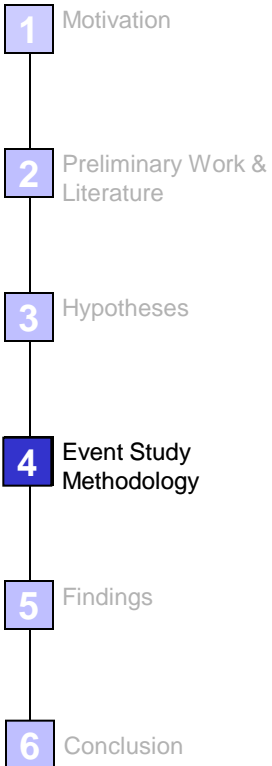 1 Motivation
2 Preliminary Work &
Literature
3 Hypotheses
4 Event Study
Methodology
5 Findings
6 Conclusion